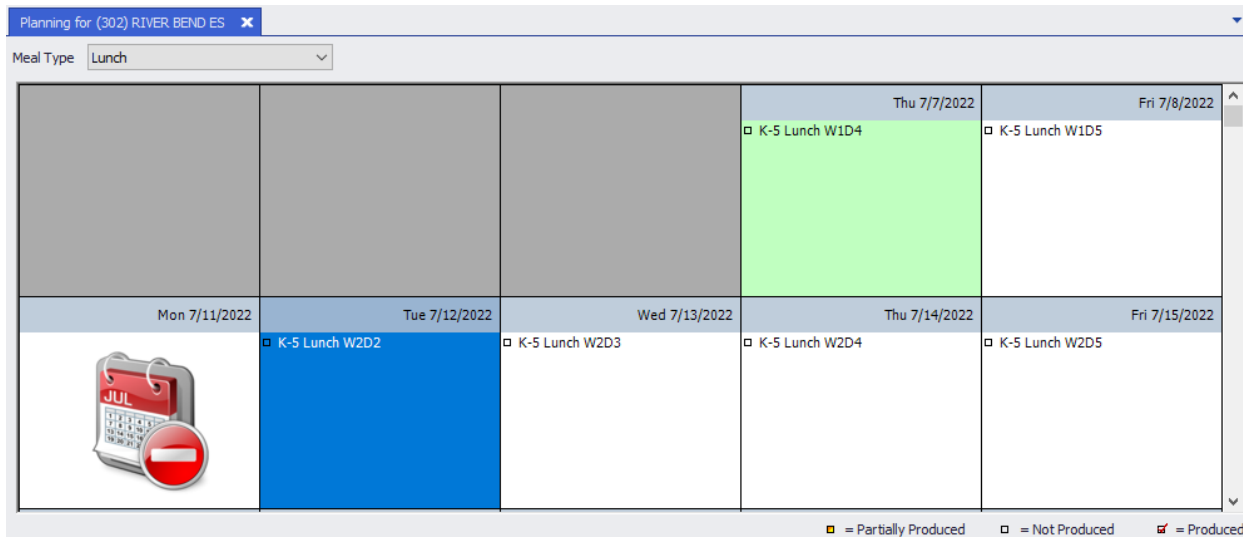 Planning for (302) RIVER BEND ES
Meal Type Lunch
Thu 7/7/2022 Fri 7/8/2022
K-5 Lunch W1D4 K-5 Lunch W1D5
Mon 7/11/2022 Tue 7/12/2022 Wed 7/13/2022 Thu 7/14/2022 Fri 7/15/2022
K-5 Lunch W2D2 K-5 Lunch W2D3 K-5 Lunch W2D4 K-5 Lunch W2D5
JUL
= Partially Produced = Not Produced = Produced